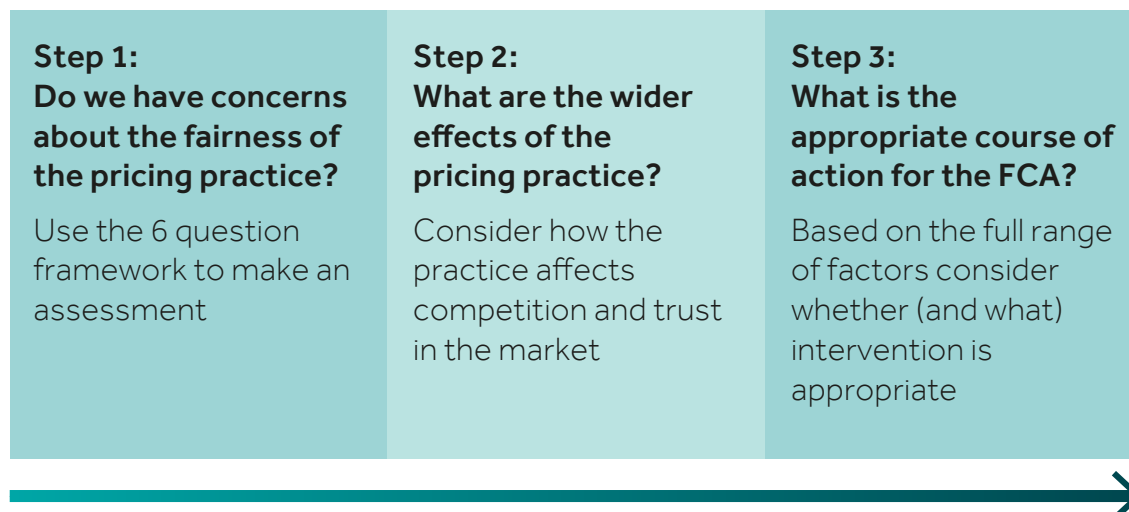 Step 1:
Do we have concerns
about the fairness of
the pricing practice?
Use the 6 question
framework to make an
assessment
Step 2:
What are the wider
effects of the
pricing practice?
Consider how the
practice affects
competition and trust
in the market
Step 3:
What is the
appropriate course of
action for the FCA?
Based on the full range
of factors consider
whether (and what)
intervention is
appropriate